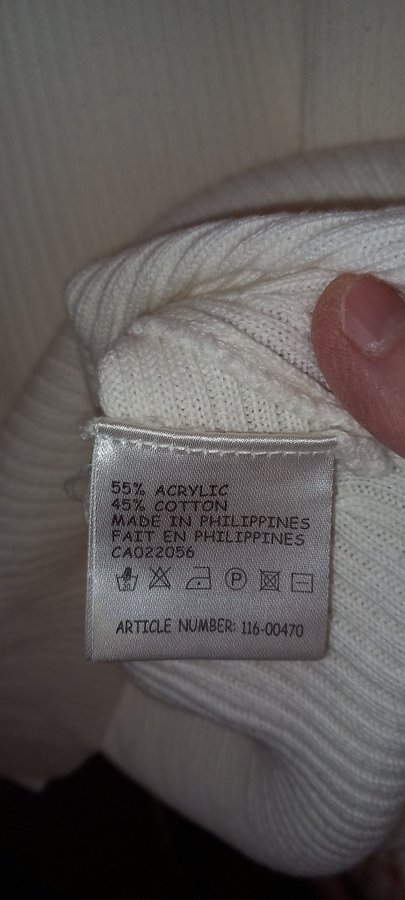 55% ACRYLIC
45% COTTON
MADE IN PHILIPPINES
FAIT EN PHILIPPINES
CA022056
P
ARTICLE NUMBER: 116-00470